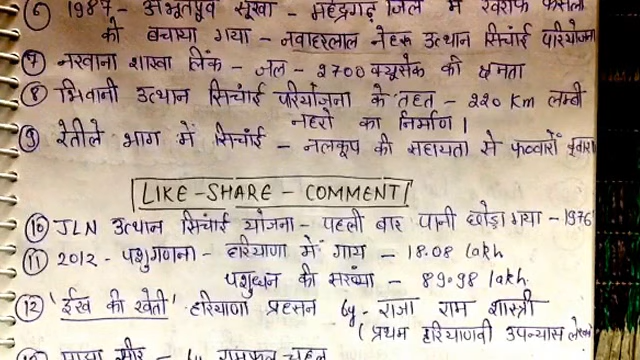 ⑥ 1987 - अभूतपूर्व सूखा - महेंद्रगढ़ जिले में खरीफ फसलों
को बचाया गया - जवाहरलाल नेहरू उत्थान सिचांई परियोजना
⑦ नरवाना शाखा लिंक - जल - 2700 क्यूसेक की क्षमता
⑧ भिवानी उत्थान सिचांई परियोजना के तहत - 220 Km लम्बी
नहरों का निर्माण।
⑨ रेतीले भाग में सिचांई - नलकूप की सहायता से फव्वारों द्वारा
LIKE - SHARE - COMMENT
⑩ JLN उत्थान सिचांई योजना - पहली बार पानी छोड़ा गया - 1976
⑪ 2012 - पशुगणना - हरियाणा में गाय - 18.08 lakh
पशुधन की संख्या - 89.98 lakh.
⑫ 'ईख की खेती' हरियाणा प्रहसन by - राजा राम शास्त्री
(प्रथम हरियाणवी उपन्यास